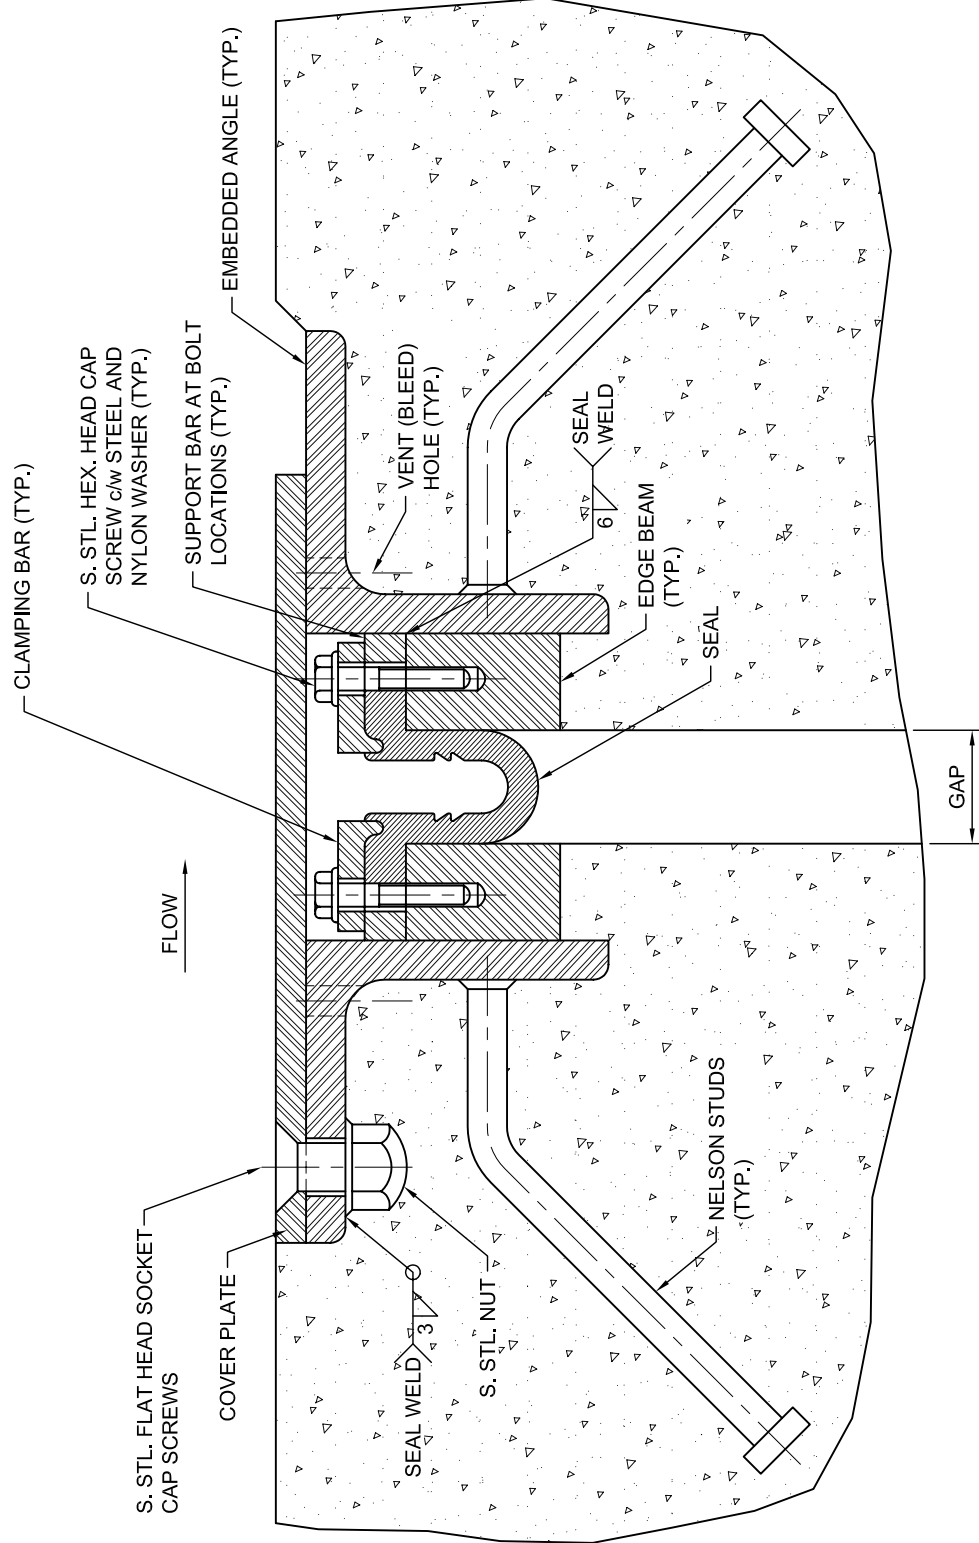 CLAMPING BAR (TYP.)
S. STL. HEX. HEAD CAP
SCREW c/w STEEL AND
NYLON WASHER (TYP.)
SUPPORT BAR AT BOLT
LOCATIONS (TYP.)
EMBEDDED ANGLE (TYP.)
S. STL. FLAT HEAD SOCKET
CAP SCREWS
COVER PLATE
FLOW
VENT (BLEED)
HOLE (TYP.)
SEAL WELD
3
S. STL. NUT
SEAL
WELD
6
EDGE BEAM
(TYP.)
SEAL
NELSON STUDS
(TYP.)
GAP